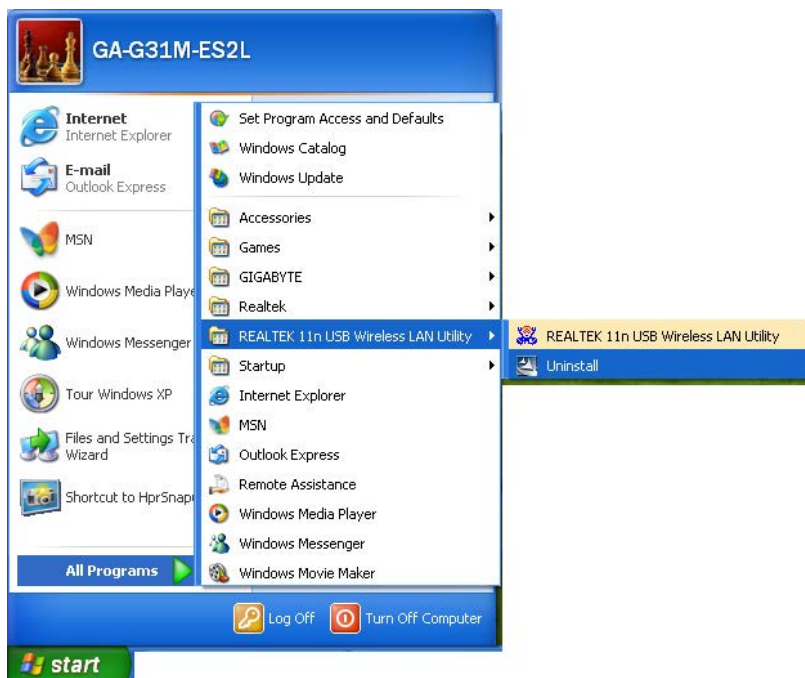 GA-G31M-ES2L
Internet
Internet Explorer
E-mail
Outlook Express
MSN
Windows Media Playe
Windows Messenger
Tour Windows XP
Files and Settings Tra
Wizard
Shortcut to HprSnap
All Programs
Set Program Access and Defaults
Windows Catalog
Windows Update
Accessories
Games
GIGABYTE
Realtek
REALTEK 11n USB Wireless LAN Utility
Startup
Internet Explorer
MSN
Outlook Express
Remote Assistance
Windows Media Player
Windows Messenger
Windows Movie Maker
REALTEK 11n USB Wireless LAN Utility
Uninstall
Log Off
Turn Off Computer
start